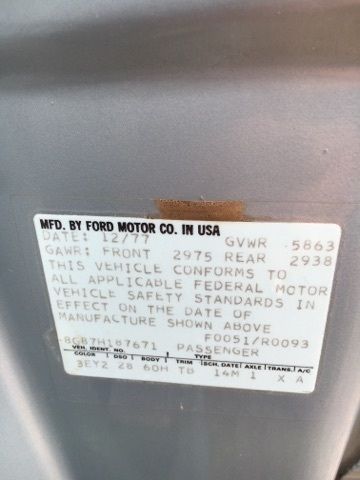 MFD. BY FORD MOTOR CO. IN USA
DATE: 12/77 GVWR 5863
GAWR: FRONT 2975 REAR 2938
THIS VEHICLE CONFORMS TO
ALL APPLICABLE FEDERAL MOTOR
VEHICLE SAFETY STANDARDS IN
EFFECT ON THE DATE OF
MANUFACTURE SHOWN ABOVE
F0051/R0093
8G87H187671 PASSENGER
VEH. IDENT. NO. TYPE
COLOR DSO BODY TRIM SCH. DATE AXLE TRANS. A/C
3EY2 28 60H TB 14M 1 X A